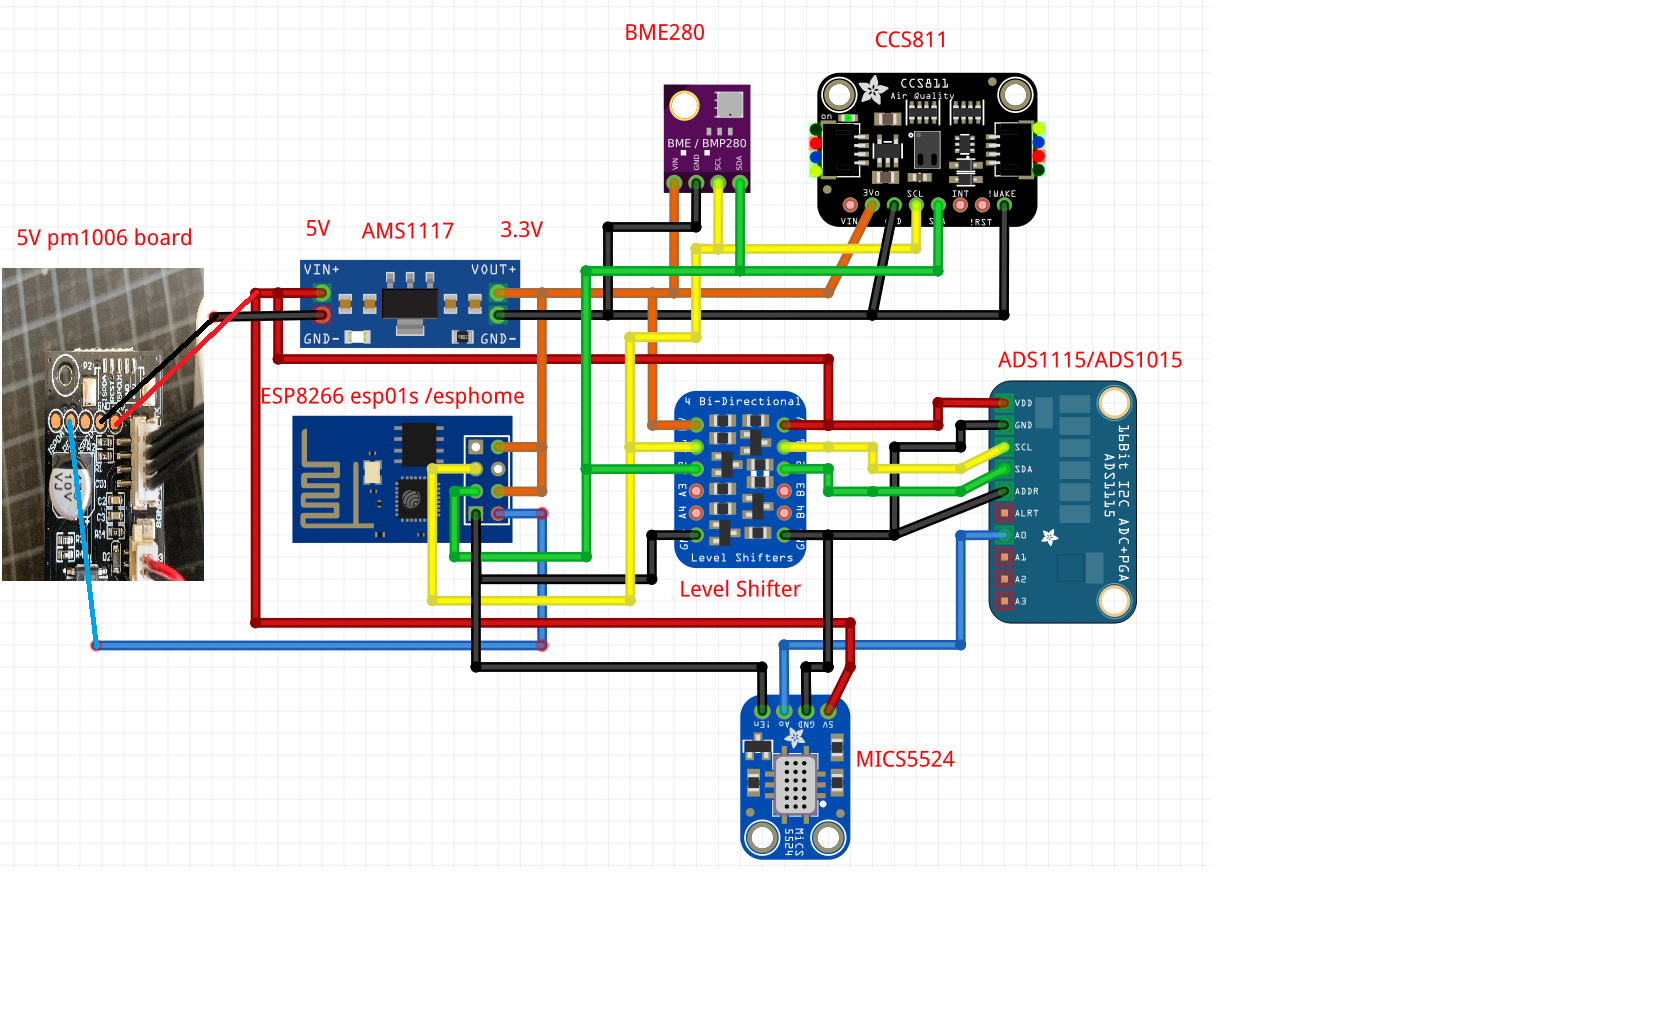 BME280
CCS811
CCS811
Air Quality
on
BME / BMP280
VIN
GND
SCL
SDA
3Vo
SCL
INT
!WAKE
VIN
!RST
5V
AMS1117
3.3V
5V pm1006 board
VIN+
VOUT+
GND-
GND-
ADS1115/ADS1015
ESP8266 esp01s /esphome
4 Bi-Directional
A3
B3
A4
B4
Level Shifters
Level Shifter
VDD
GND
SCL
SDA
ADDR
ALRT
A0
A1
A2
A3
16Bit I2C ADC+PGA
ADS1115
!En
Ao
GND
5V
MICS5524
MiCS
5524